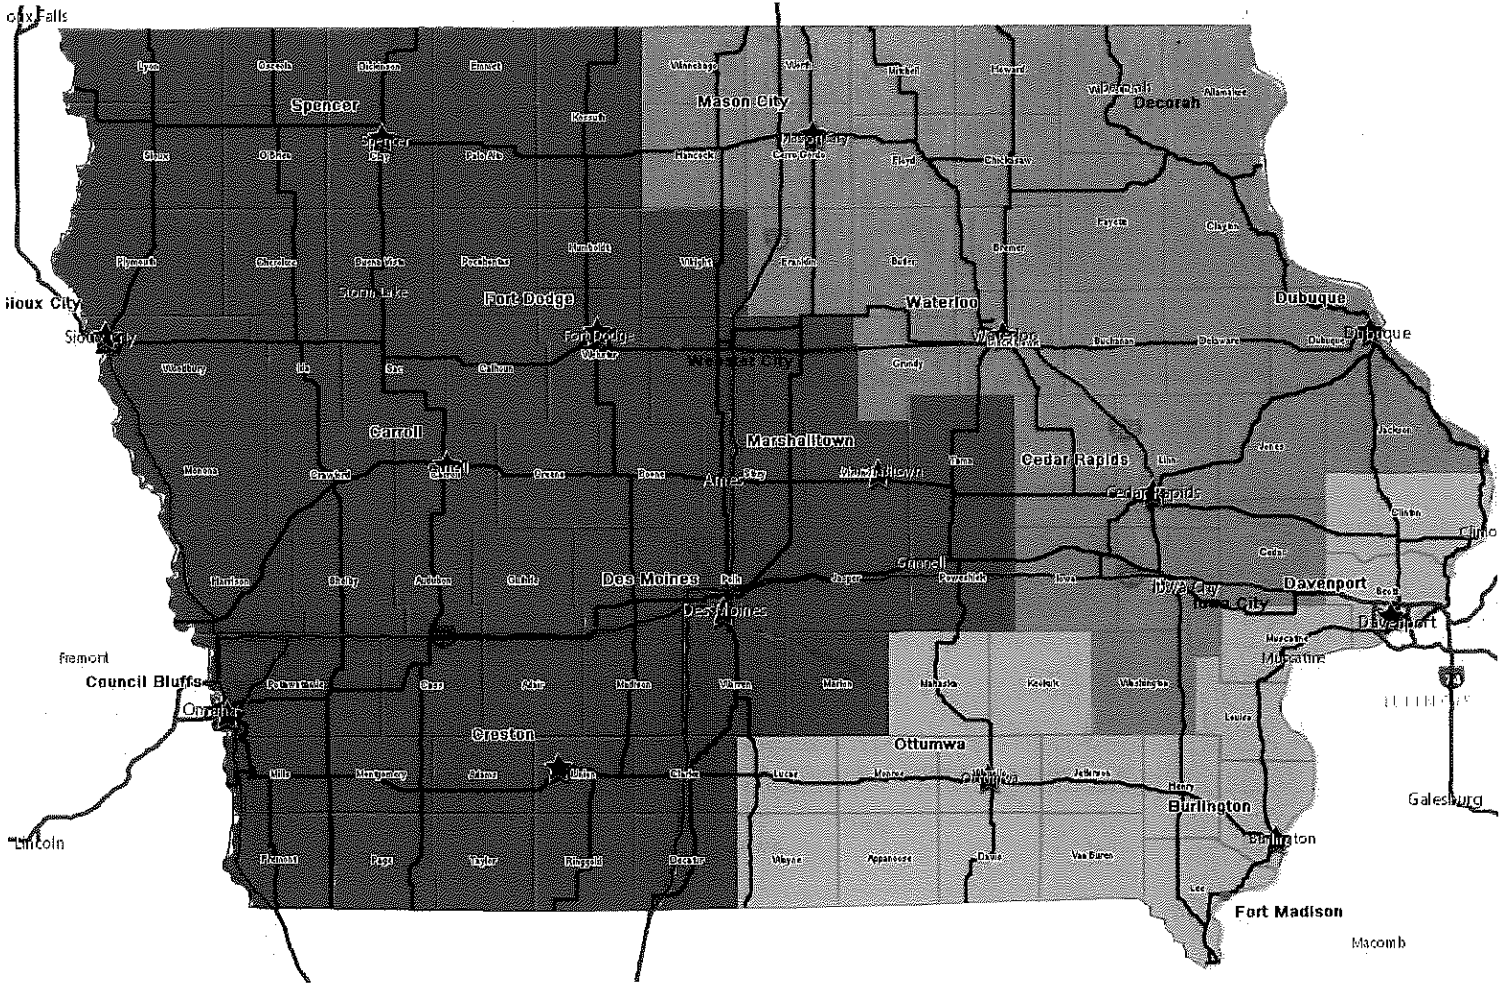 Lyon
Osceola
Dickinson
Emmet
Winnebago
Worth
Mitchell
Howard
Allamakee
Spencer
Mason City
Decorah
Kossuth
Spencer
Mason City
Sioux
O'Brien
Clay
Palo Alto
Hancock
Cerro Gordo
Floyd
Chickasaw
Fayette
Clayton
Humboldt
Bremer
Plymouth
Cherokee
Buena Vista
Pocahontas
Wright
Franklin
Butler
Storm Lake
Sioux City
Fort Dodge
Waterloo
Dubuque
Sioux City
Fort Dodge
Waterloo
Dubuque
Webster
Webster City
Buchanan
Delaware
Dubuque
Woodbury
Ida
Sac
Calhoun
Grundy
Carroll
Marshalltown
Jackson
Jones
Cedar Rapids
Monona
Crawford
Carroll
Carroll
Greene
Boone
Ames
Story
Marshalltown
Tama
Linn
Cedar Rapids
Clinton
Cedar
Grinnell
Harrison
Shelby
Audubon
Guthrie
Des Moines
Polk
Jasper
Poweshiek
Iowa
Iowa City
Davenport
Scott
Iowa City
Des Moines
Davenport
Muscatine
Fremont
Muscatine
Council Bluffs
Pottawattamie
Cass
Adair
Madison
Warren
Marion
Mahaska
Keokuk
Washington
ILLINOIS
Omaha
Louisa
Creston
Ottumwa
Mills
Montgomery
Adams
Union
Clarke
Lucas
Monroe
Ottumwa
Jefferson
Henry
Burlington
Galesburg
Lincoln
Burlington
Fremont
Page
Taylor
Ringgold
Decatur
Wayne
Appanoose
Davis
Van Buren
Lee
Fort Madison
Macomb